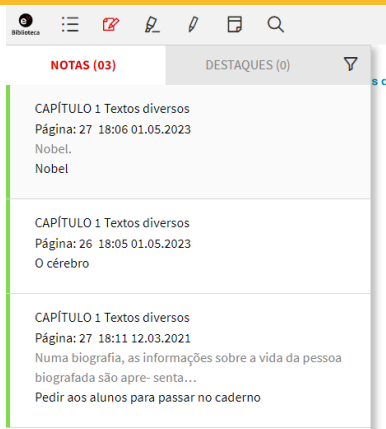 e
Biblioteca
NOTAS (03)
DESTAQUES (0)
CAPÍTULO 1 Textos diversos
Página: 27 18:06 01.05.2023
Nobel.
Nobel
CAPÍTULO 1 Textos diversos
Página: 26 18:05 01.05.2023
O cérebro
CAPÍTULO 1 Textos diversos
Página: 27 18:11 12.03.2021
Numa biografia, as informações sobre a vida da pessoa
biografada são apre- senta...
Pedir aos alunos para passar no caderno